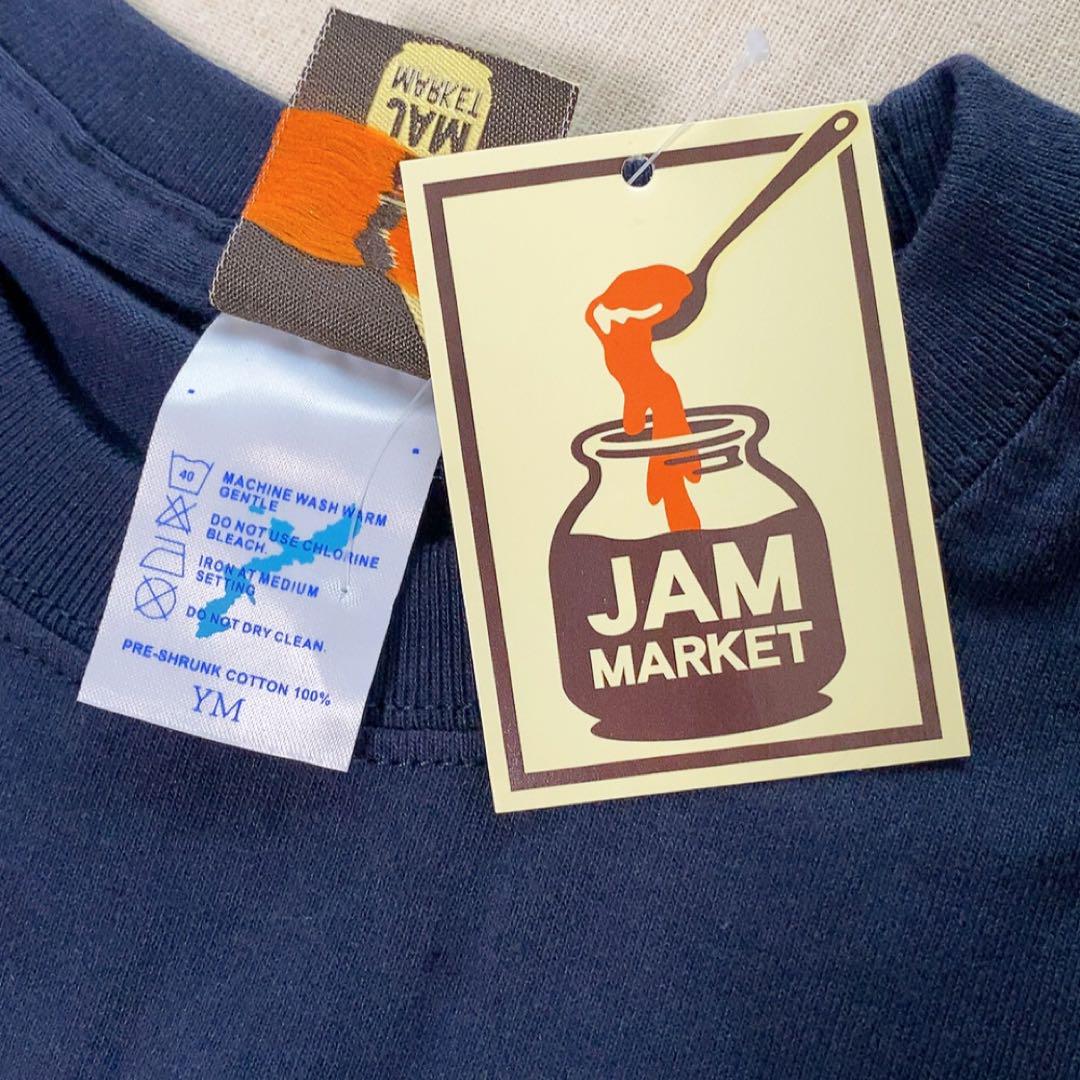 JAM
MARKET
40
MACHINE WASH WARM
GENTLE
DO NOT USE CHLORINE
BLEACH.
IRON AT MEDIUM
SETTING
DO NOT DRY CLEAN.
PRE-SHRUNK COTTON 100%
YM
JAM
MARKET